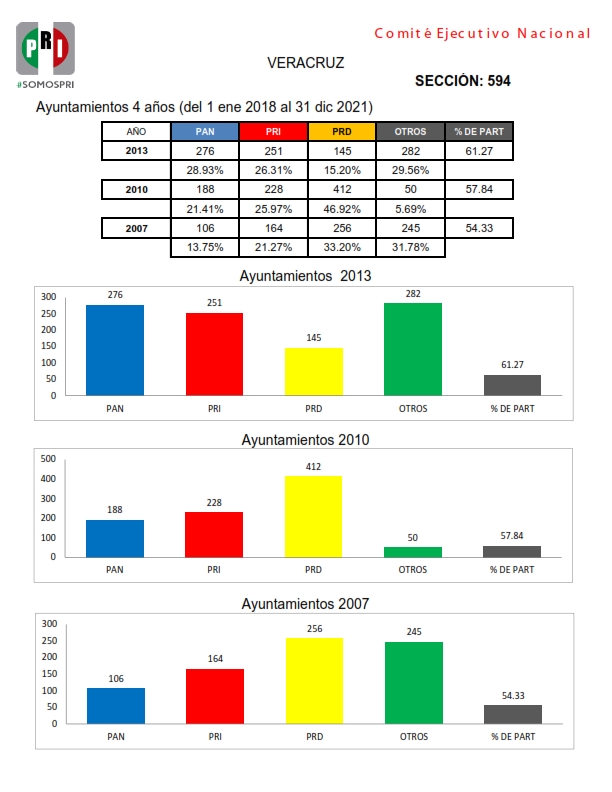 PRI
#SOMOSPRI
Comité Ejecutivo Nacional
VERACRUZ
SECCIÓN: 594
Ayuntamientos 4 años (del 1 ene 2018 al 31 dic 2021)
AÑO PAN PRI PRD OTROS % DE PART
2013 276 251 145 282 61.27
28.93% 26.31% 15.20% 29.56%
2010 188 228 412 50 57.84
21.41% 25.97% 46.92% 5.69%
2007 106 164 256 245 54.33
13.75% 21.27% 33.20% 31.78%
Ayuntamientos 2013
300
250
200
150
100
50
0
276 251 145 282 61.27
PAN PRI PRD OTROS % DE PART
Ayuntamientos 2010
500
400
300
200
100
0
188 228 412 50 57.84
PAN PRI PRD OTROS % DE PART
Ayuntamientos 2007
300
250
200
150
100
50
0
106 164 256 245 54.33
PAN PRI PRD OTROS % DE PART